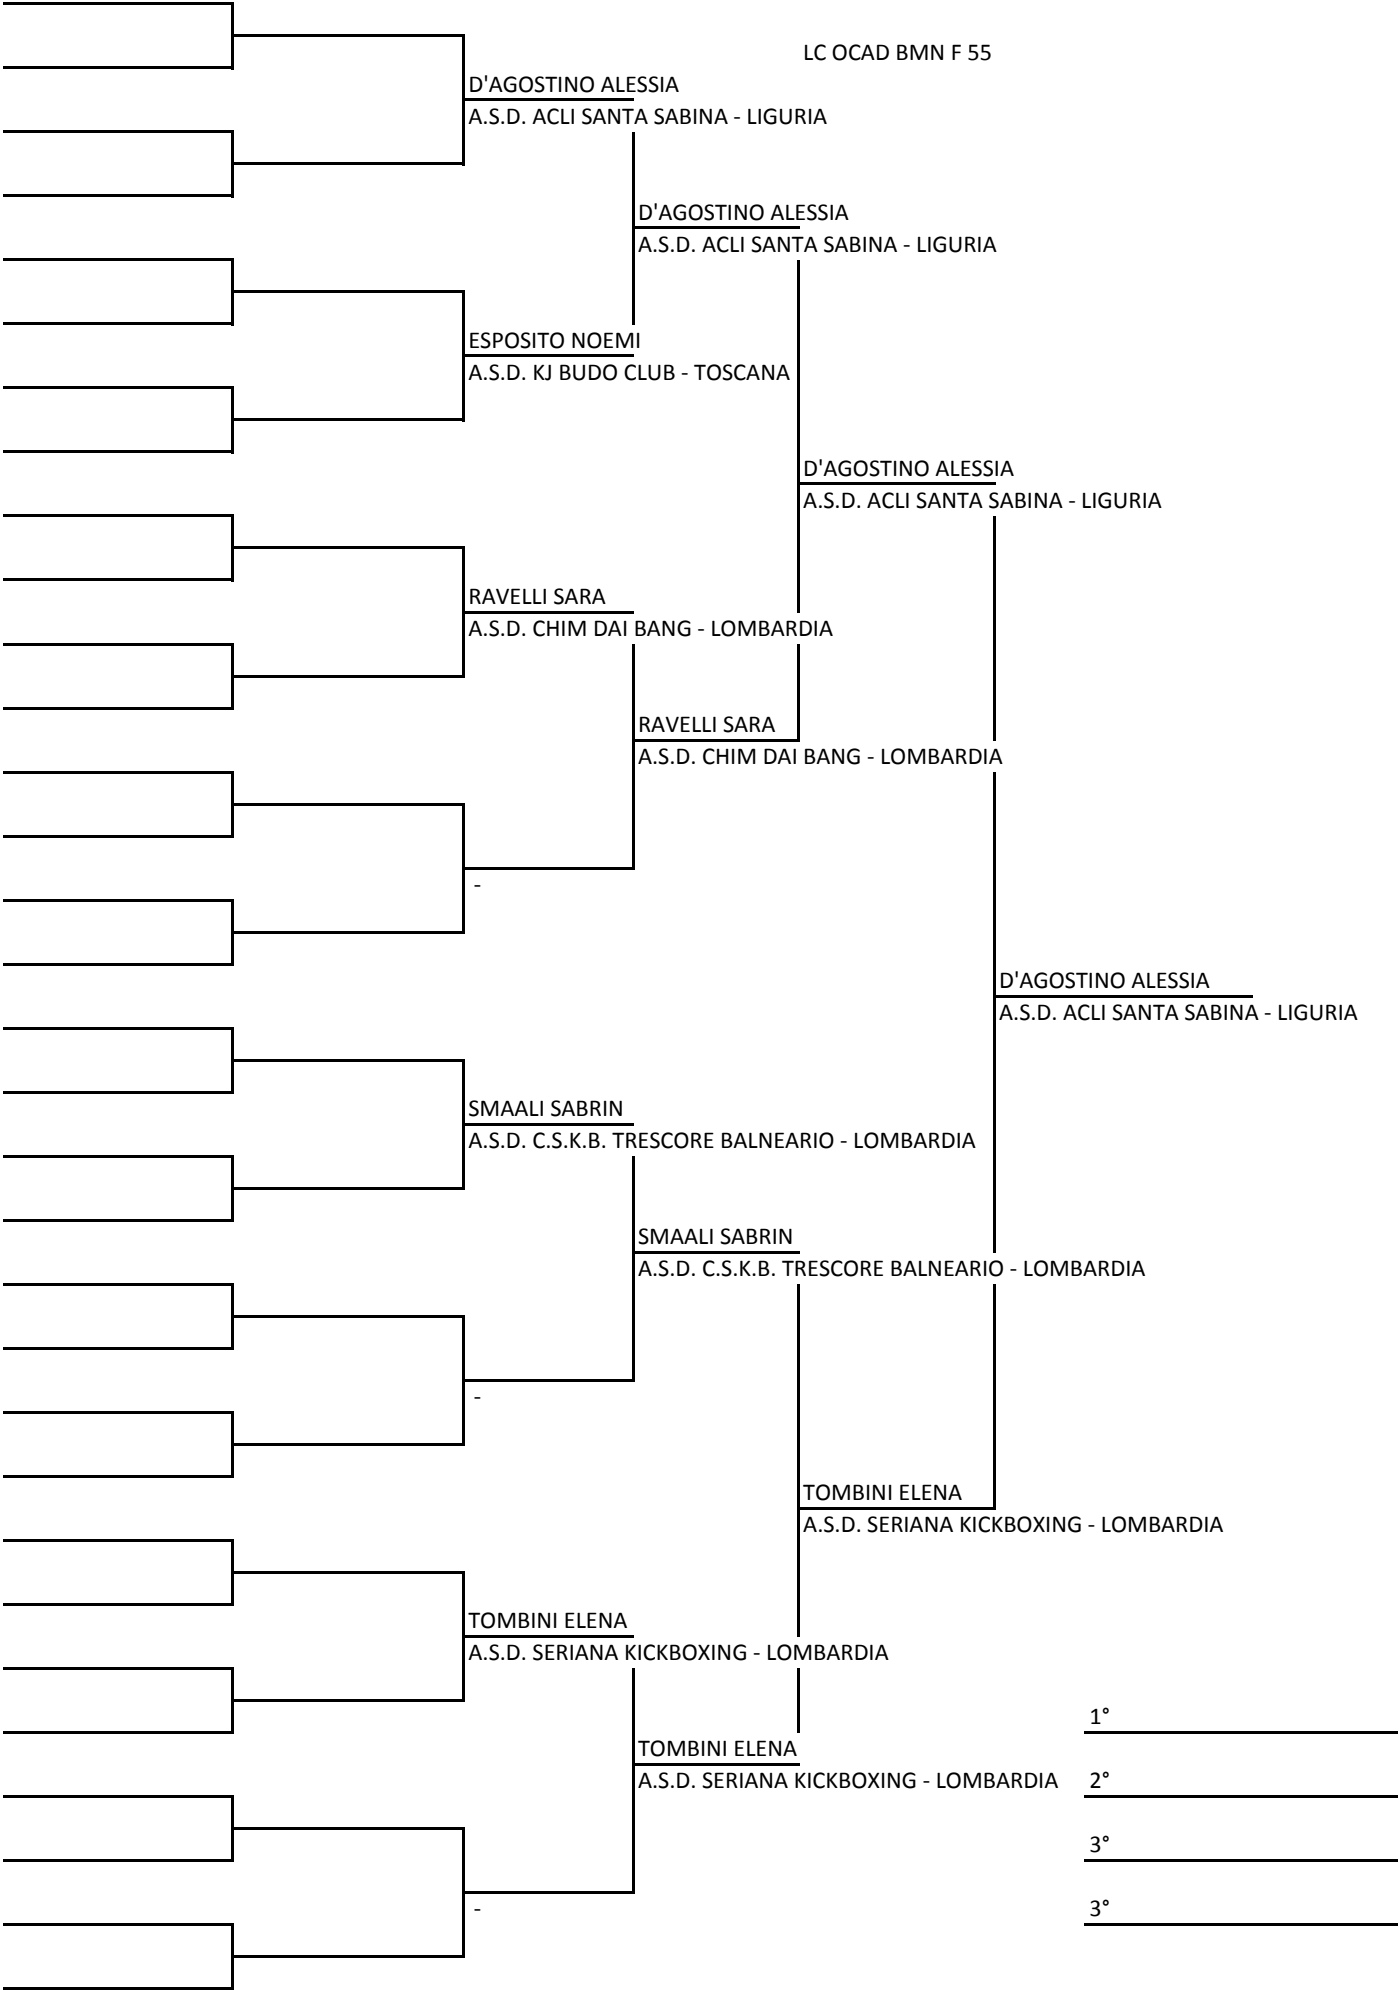 LC OCAD BMN F 55
D'AGOSTINO ALESSIA
A.S.D. ACLI SANTA SABINA - LIGURIA
D'AGOSTINO ALESSIA
A.S.D. ACLI SANTA SABINA - LIGURIA
ESPOSITO NOEMI
A.S.D. KJ BUDO CLUB - TOSCANA
D'AGOSTINO ALESSIA
A.S.D. ACLI SANTA SABINA - LIGURIA
RAVELLI SARA
A.S.D. CHIM DAI BANG - LOMBARDIA
RAVELLI SARA
A.S.D. CHIM DAI BANG - LOMBARDIA
-
D'AGOSTINO ALESSIA
A.S.D. ACLI SANTA SABINA - LIGURIA
SMAALI SABRIN
A.S.D. C.S.K.B. TRESCORE BALNEARIO - LOMBARDIA
SMAALI SABRIN
A.S.D. C.S.K.B. TRESCORE BALNEARIO - LOMBARDIA
-
TOMBINI ELENA
A.S.D. SERIANA KICKBOXING - LOMBARDIA
TOMBINI ELENA
A.S.D. SERIANA KICKBOXING - LOMBARDIA
1°
TOMBINI ELENA
A.S.D. SERIANA KICKBOXING - LOMBARDIA
2°
3°
-
3°